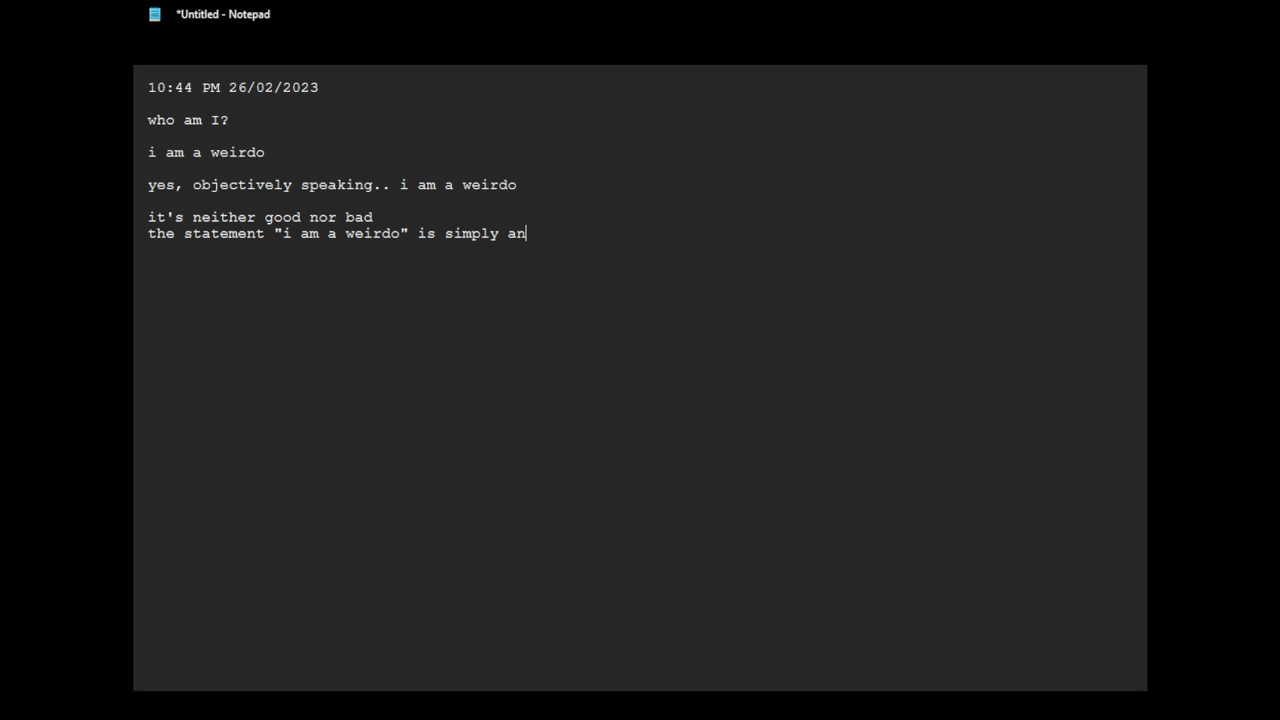 *Untitled - Notepad
10:44 PM 26/02/2023
who am I?
i am a weirdo
yes, objectively speaking.. i am a weirdo
it's neither good nor bad
the statement "i am a weirdo" is simply an